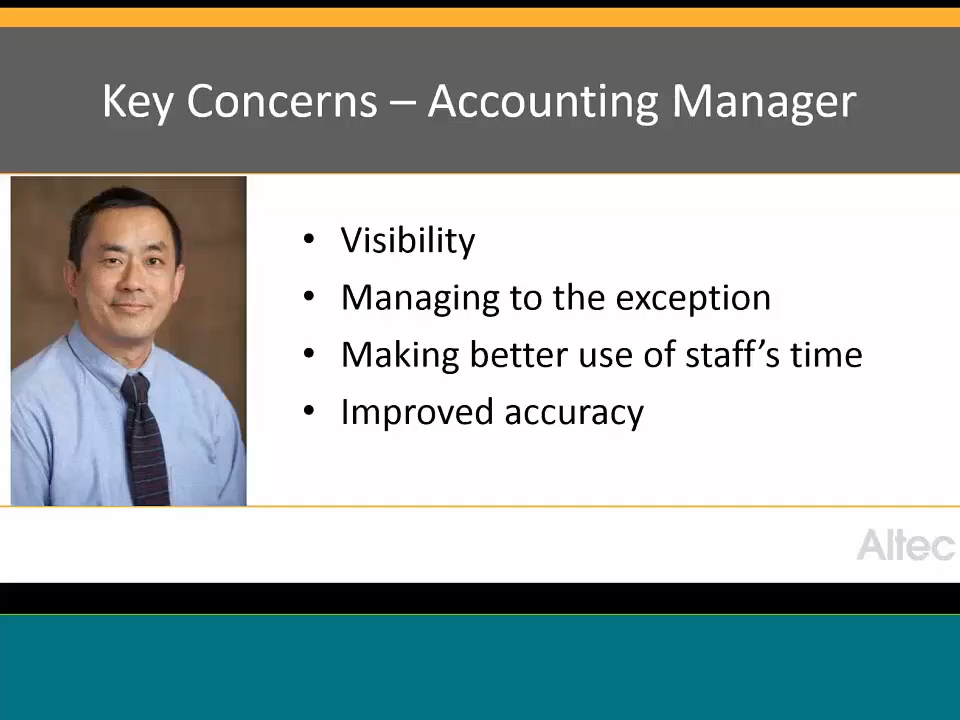 Key Concerns – Accounting Manager
• Visibility
• Managing to the exception
• Making better use of staff’s time
• Improved accuracy
Altec